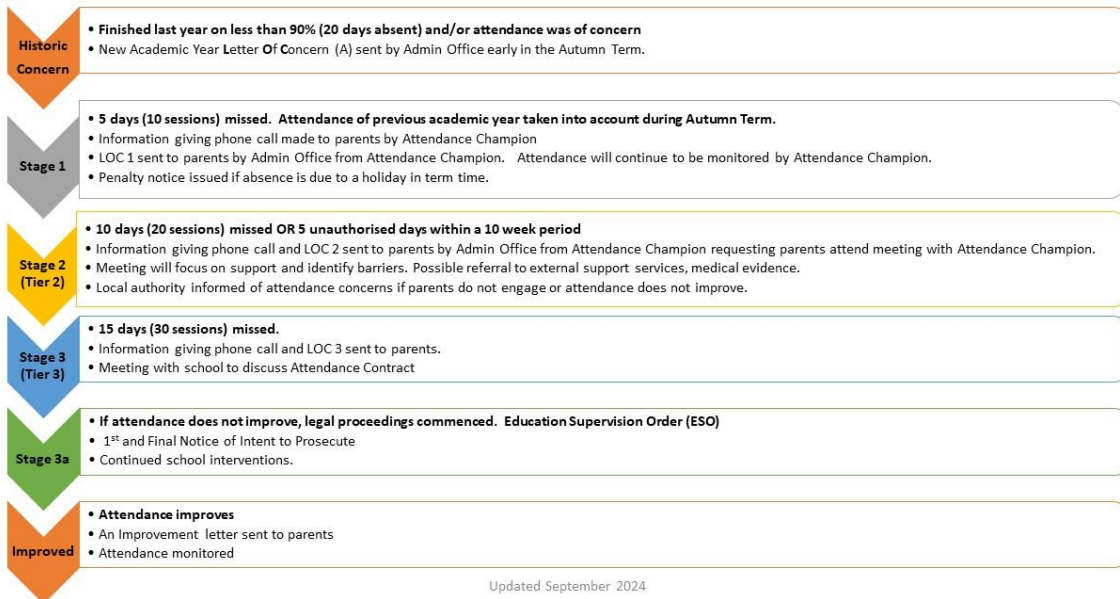 Historic
Concern
• Finished last year on less than 90% (20 days absent) and/or attendance was of concern
• New Academic Year Letter Of Concern (A) sent by Admin Office early in the Autumn Term.
Stage 1
• 5 days (10 sessions) missed.  Attendance of previous academic year taken into account during Autumn Term.
• Information giving phone call made to parents by Attendance Champion
• LOC 1 sent to parents by Admin Office from Attendance Champion.   Attendance will continue to be monitored by Attendance Champion.
• Penalty notice issued if absence is due to a holiday in term time.
Stage 2
(Tier 2)
• 10 days (20 sessions) missed OR 5 unauthorised days within a 10 week period
• Information giving phone call and LOC 2 sent to parents by Admin Office from Attendance Champion requesting parents attend meeting with Attendance Champion.
• Meeting will focus on support and identify barriers. Possible referral to external support services, medical evidence.
• Local authority informed of attendance concerns if parents do not engage or attendance does not improve.
Stage 3
(Tier 3)
• 15 days (30 sessions) missed.
• Information giving phone call and LOC 3 sent to parents.
• Meeting with school to discuss Attendance Contract
Stage 3a
• If attendance does not improve, legal proceedings commenced.  Education Supervision Order (ESO)
• 1st and Final Notice of Intent to Prosecute
• Continued school interventions.
Improved
• Attendance improves
• An Improvement letter sent to parents
• Attendance monitored
Updated September 2024